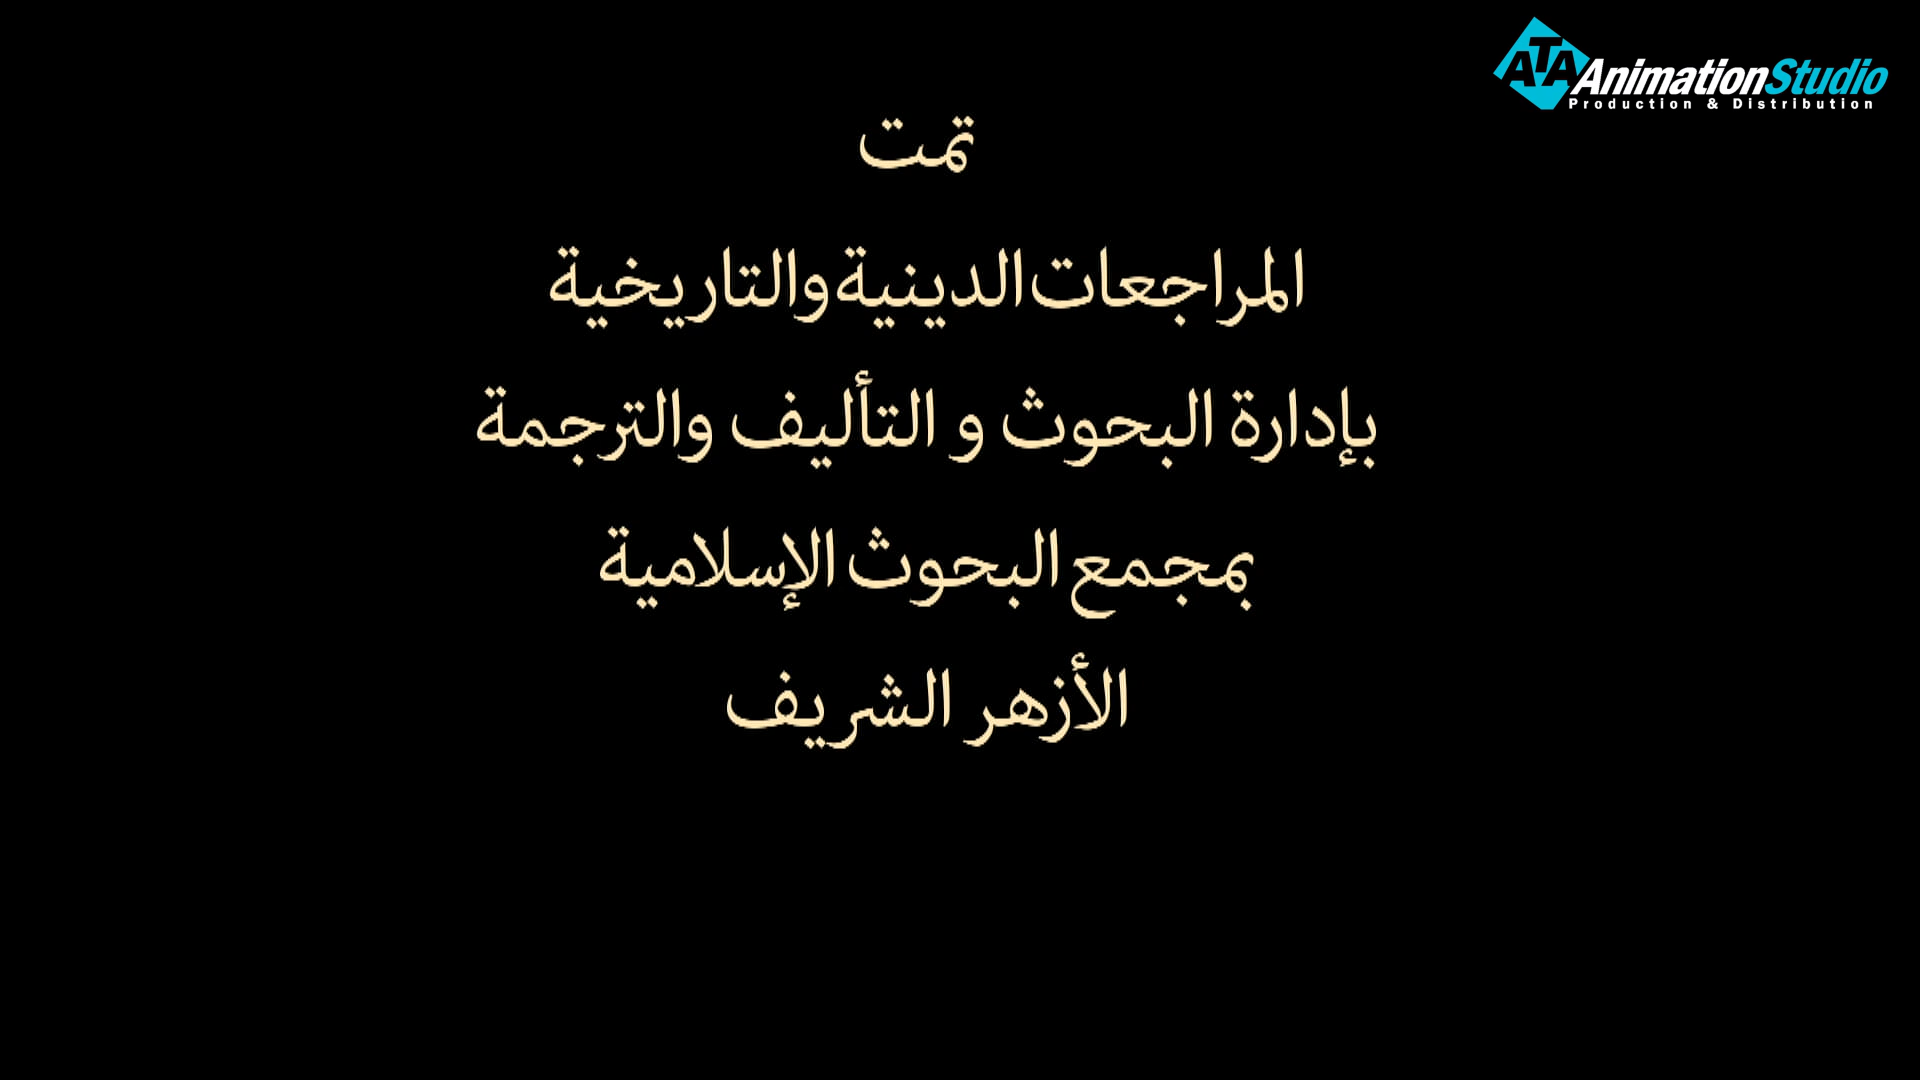 ATA AnimationStudio
Production & Distribution
تمت
المراجعات الدينية والتاريخية
بإدارة البحوث و التأليف والترجمة
بمجمع البحوث الإسلامية
الأزهر الشريف